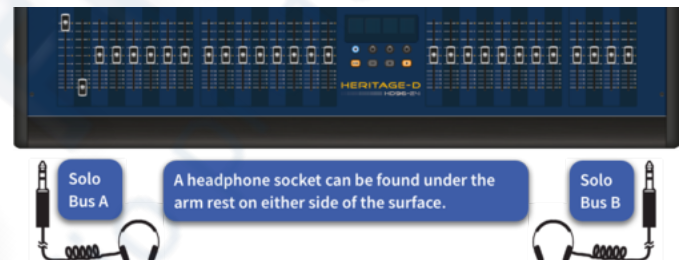 HERITAGE-D
HD96-24
Solo
Bus A
A headphone socket can be found under the
arm rest on either side of the surface.
Solo
Bus B